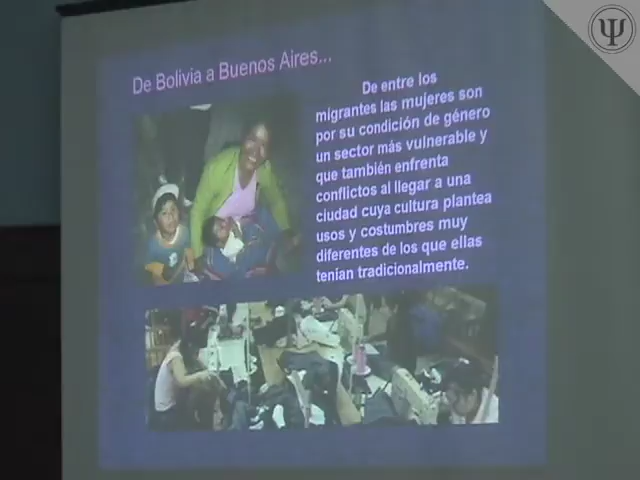 De Bolivia a Buenos Aires...
De entre los
migrantes las mujeres son
por su condición de género
un sector más vulnerable y
que también enfrenta
conflictos al llegar a una
ciudad cuya cultura plantea
usos y costumbres muy
diferentes de los que ellas
tenían tradicionalmente.
Ψ